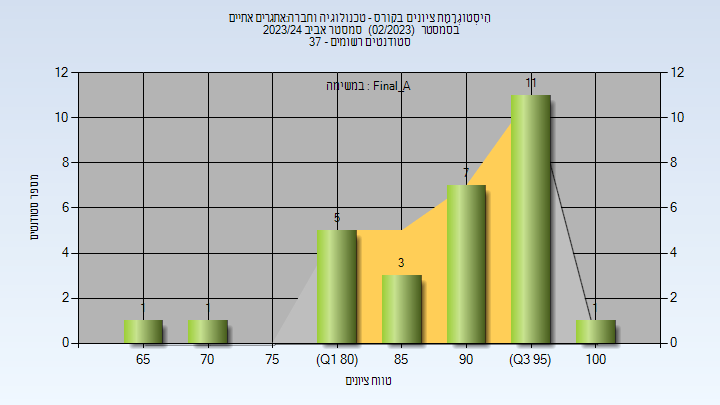 היסטוגרמת ציונים בקורס - טכנולוגיה וחברה:אתגרים אתיים
בסמסטר (02/2023) סמסטר אביב 2023/24
סטודנטים רשומים - 37
במשימה : Final_A
12 12
10 10
8 8
6 6
4 4
2 2
0 0
1 1 5 3 7 11 1
65 70 75 (Q1 80) 85 90 (Q3 95) 100
מספר סטודנטים
טווח ציונים